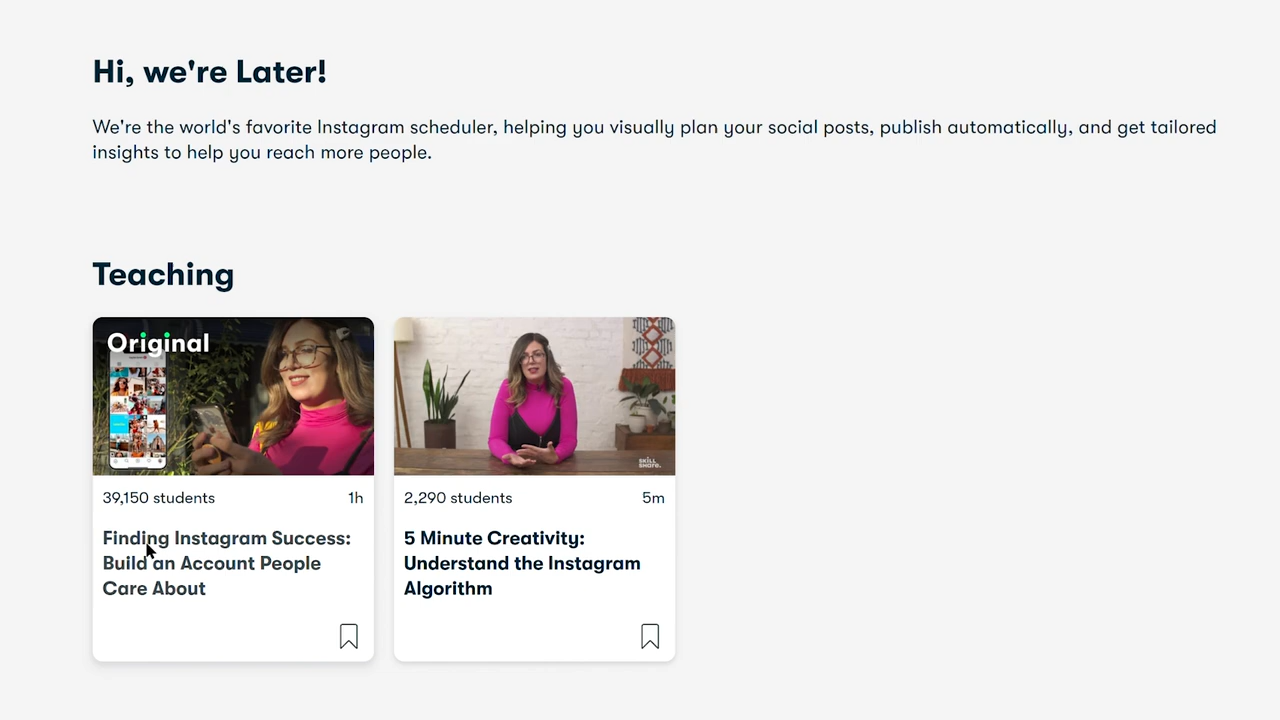 Hi, we're Later!
We're the world's favorite Instagram scheduler, helping you visually plan your social posts, publish automatically, and get tailored
insights to help you reach more people.
Teaching
Original
SKILL
SHARE.
39,150 students 1h
2,290 students 5m
Finding Instagram Success:
Build an Account People
Care About
5 Minute Creativity:
Understand the Instagram
Algorithm